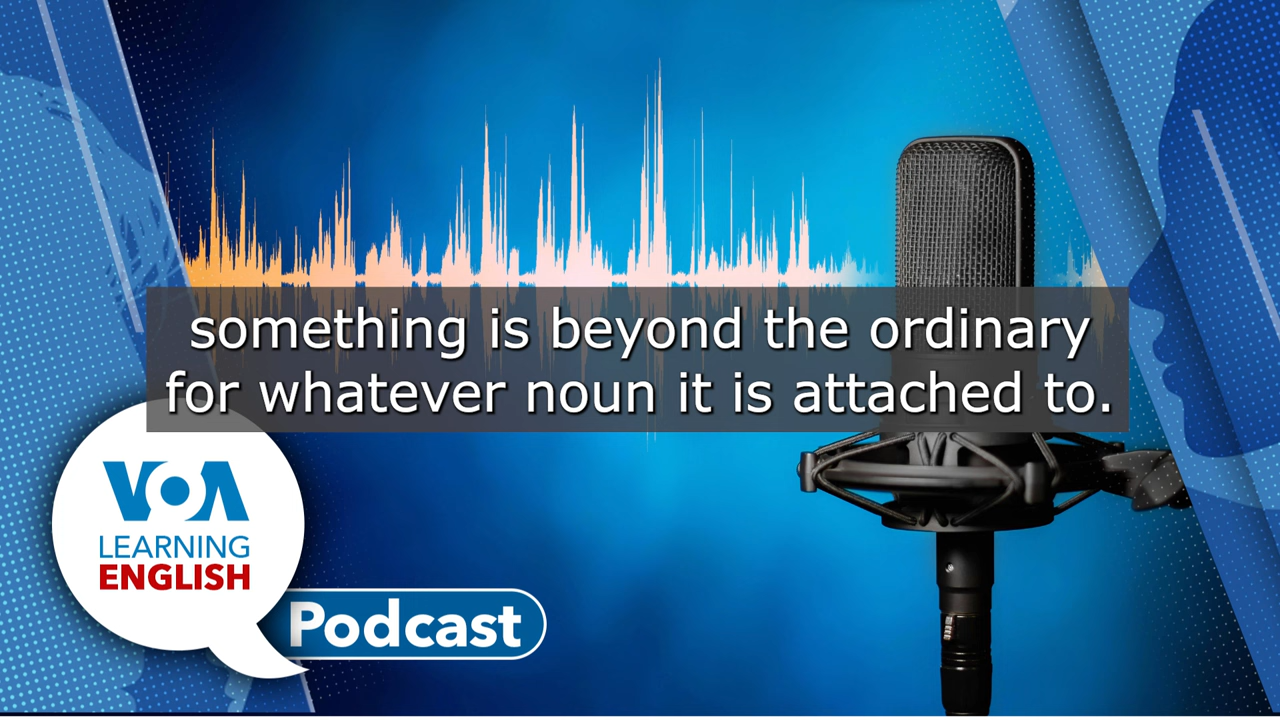 something is beyond the ordinary
for whatever noun it is attached to.
VOA
LEARNING
ENGLISH
Podcast